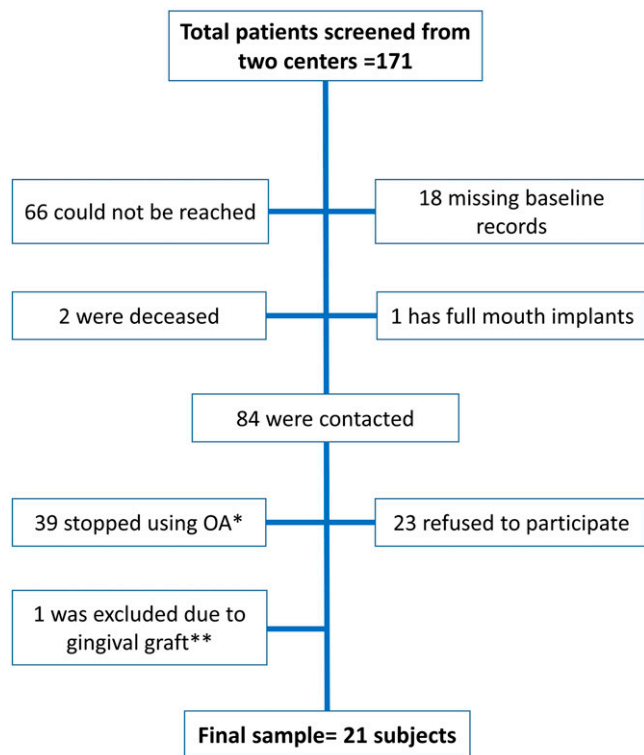 Total patients screened from
two centers =171
66 could not be reached
18 missing baseline
records
2 were deceased
1 has full mouth implants
84 were contacted
39 stopped using OA*
23 refused to participate
1 was excluded due to
gingival graft**
Final sample= 21 subjects